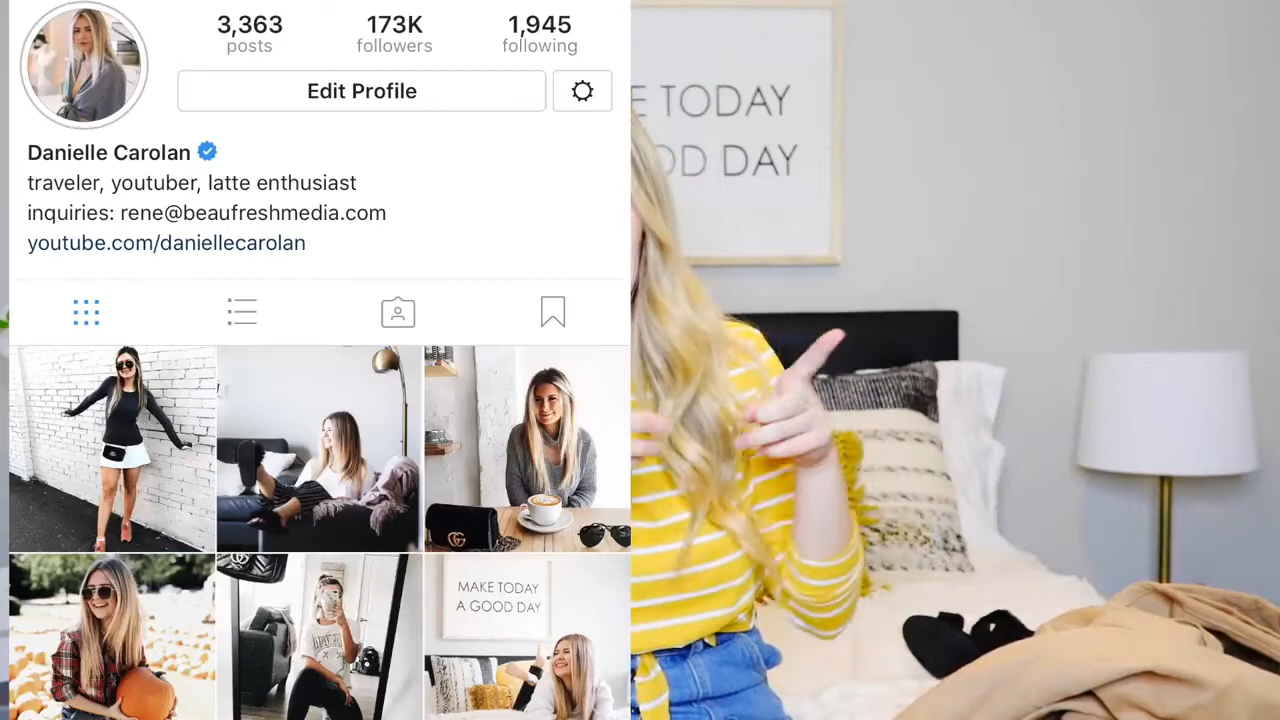 3,363
posts
173K
followers
1,945
following
Edit Profile
Danielle Carolan
traveler, youtuber, latte enthusiast
inquiries: rene@beaufreshmedia.com
youtube.com/daniellecarolan
MAKE TODAY
A GOOD DAY
E TODAY
OD DAY